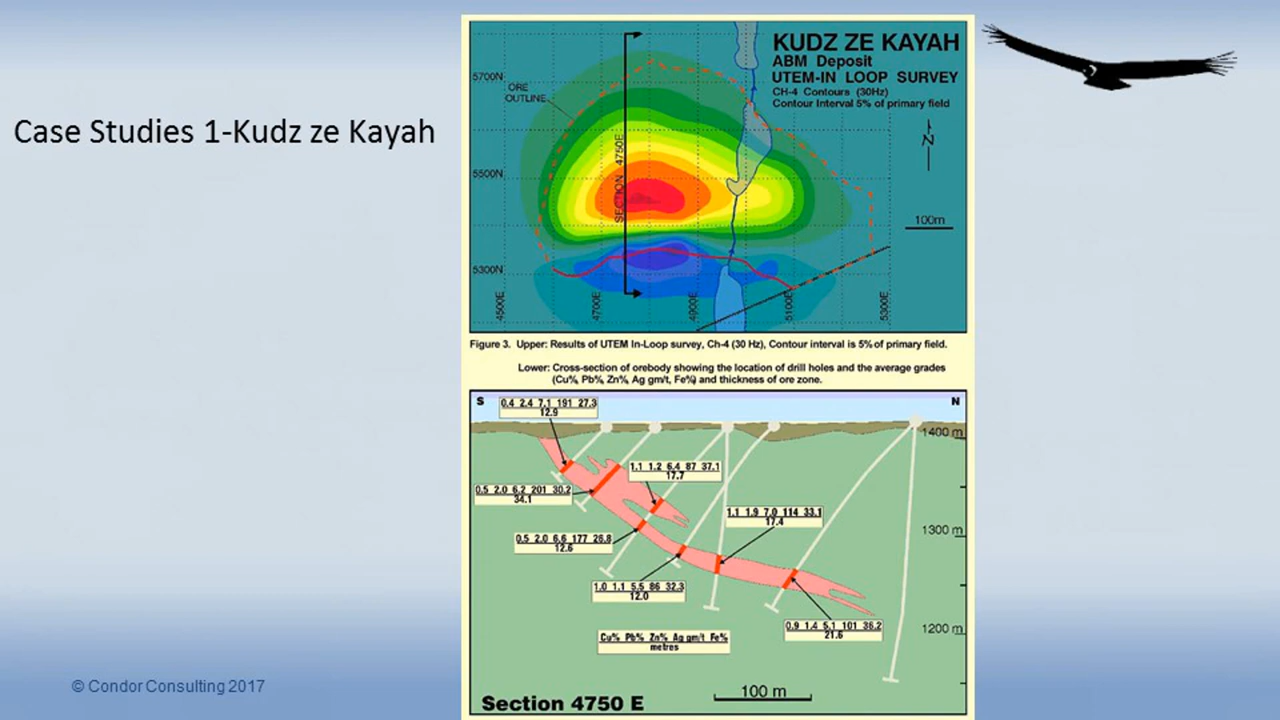 Case Studies 1-Kudz ze Kayah
KUDZ ZE KAYAH
ABM Deposit
UTEM-IN LOOP SURVEY
CH-4 Contours (30Hz)
Contour Interval 5% of primary field
5700N
ORE
OUTLINE
SECTION 4750E
N
5500N
100m
5300N
4500E
4700E
4900E
5100E
5300E
Figure 3. Upper: Results of UTEM In-Loop survey, Ch-4 (30 Hz), Contour interval is 5% of primary field.
Lower: Cross-section of orebody showing the location of drill holes and the average grades
(Cu%, Pb%, Zn%, Ag gm/t, Fe%) and thickness of ore zone.
S
N
0.4 2.4 7.1 191 27.3
12.9
1400 m
1.1 1.2 6.4 87 37.1
17.7
0.5 2.0 6.2 201 30.2
34.1
1.1 1.9 7.0 114 33.1
17.4
1300 m
0.5 2.0 6.6 177 26.8
12.6
1.0 1.1 5.5 86 32.3
12.0
0.9 1.4 5.1 101 36.2
21.6
1200 m
Cu% Pb% Zn% Ag gm/t Fe%
metres
100 m
Section 4750 E
© Condor Consulting 2017